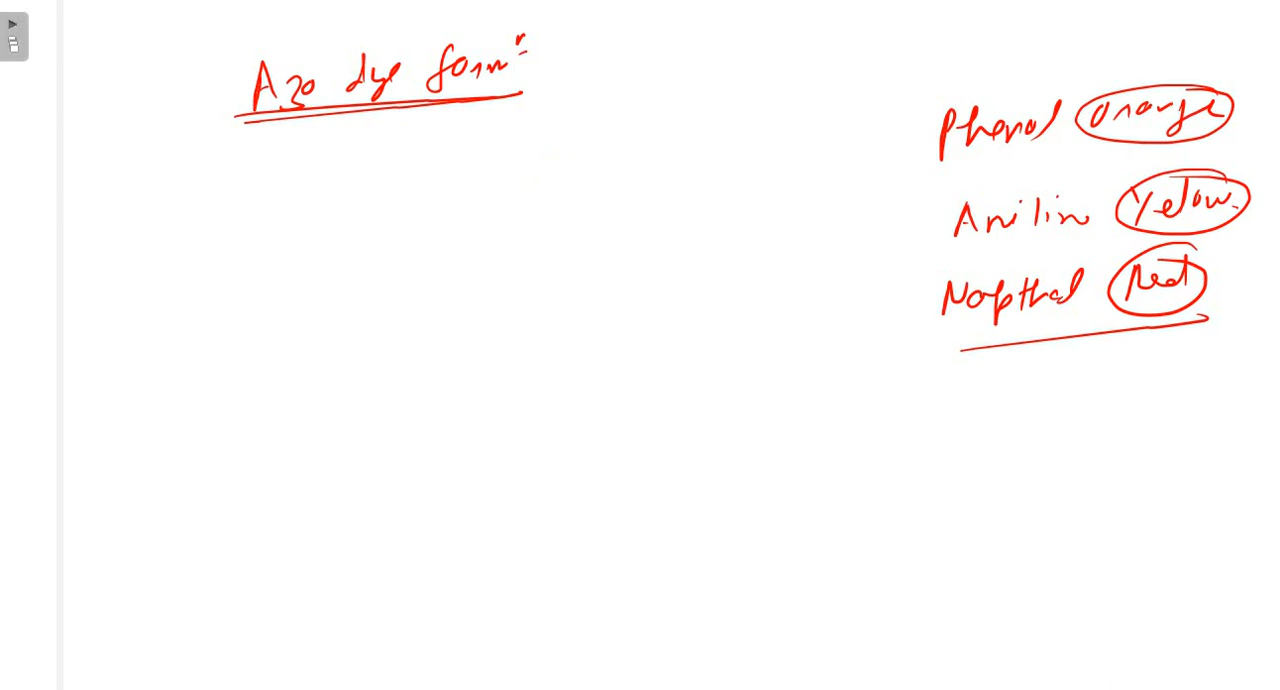 Azo dye form^n
Phenol Orange
Anilin Yellow
Napthol Red